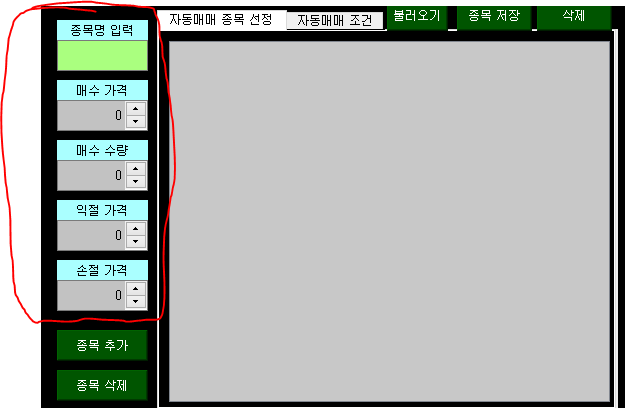 종목명 입력
매수 가격
0
매수 수량
0
익절 가격
0
손절 가격
0
종목 추가
종목 삭제
자동매매 종목 선정
자동매매 조건
불러오기
종목 저장
삭제